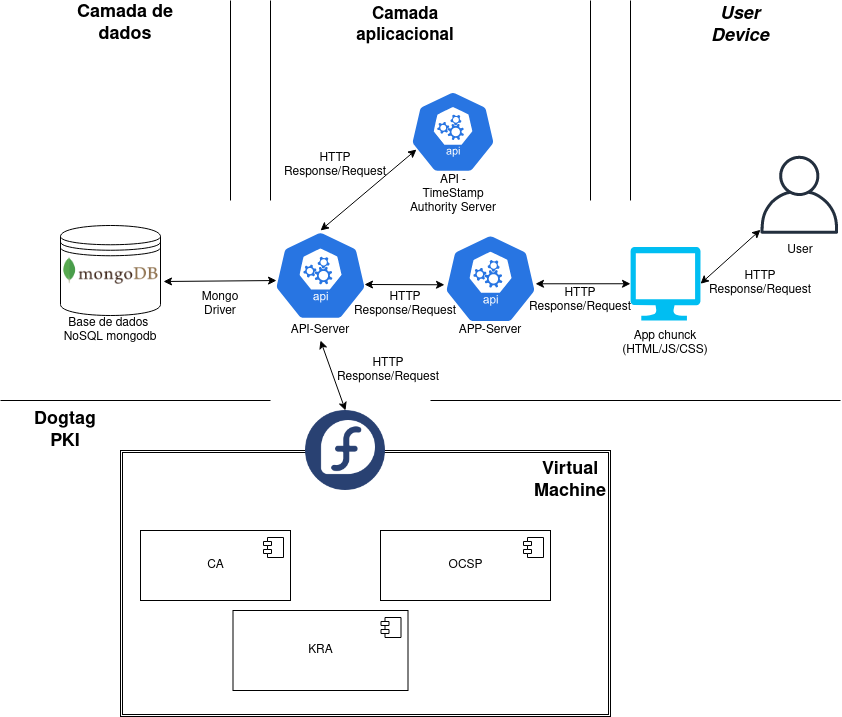 Camada de
dados
Camada
aplicacional
User
Device
api
API -
TimeStamp
Authority Server
HTTP
Response/Request
mongoDB
Base de dados
NoSQL mongodb
Mongo
Driver
api
API-Server
HTTP
Response/Request
api
APP-Server
HTTP
Response/Request
App chunck
(HTML/JS/CSS)
HTTP
Response/Request
User
HTTP
Response/Request
Dogtag
PKI
Virtual
Machine
CA
OCSP
KRA